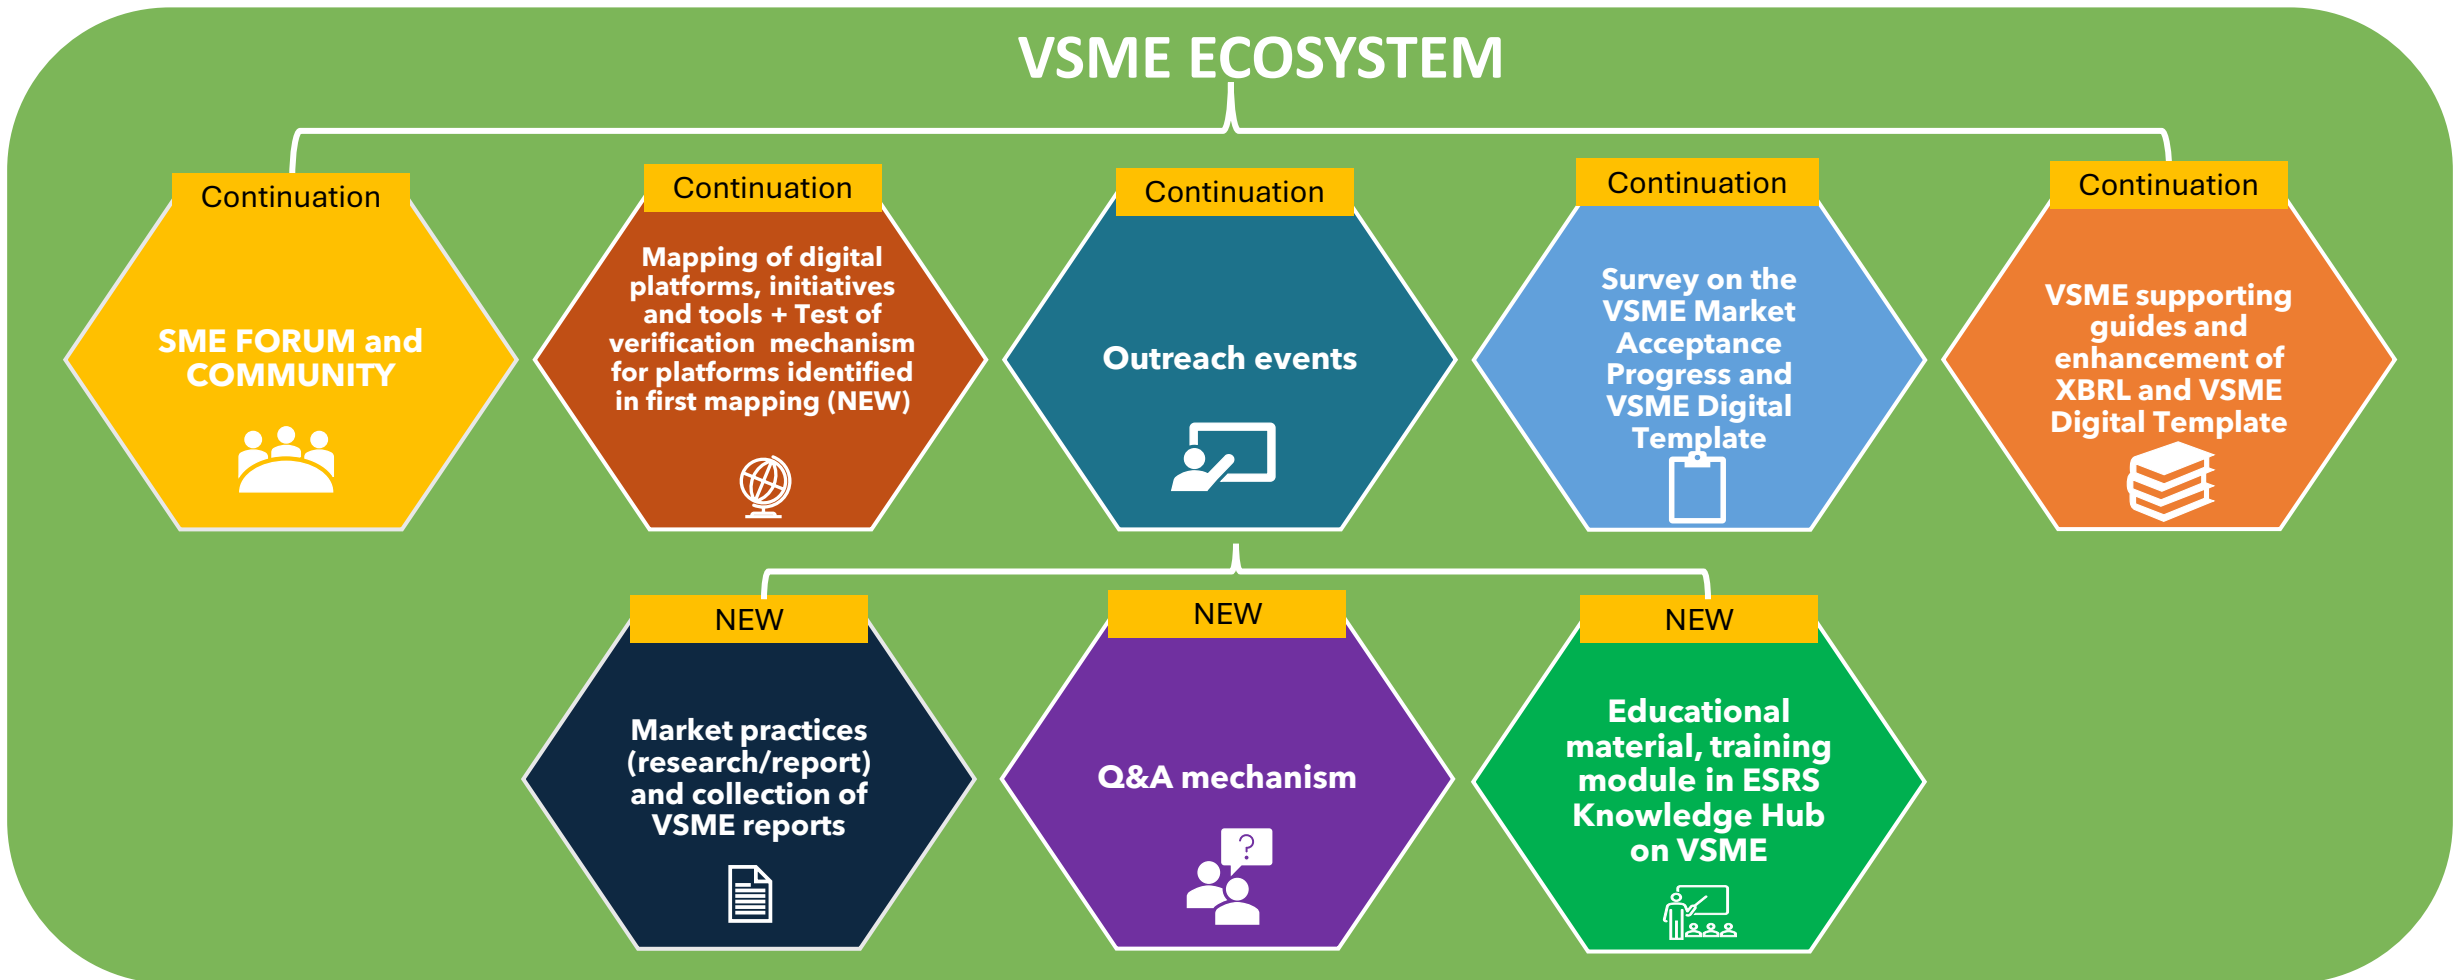 VSME ECOSYSTEM
Continuation
SME FORUM and
COMMUNITY
Continuation
Mapping of digital
platforms, initiatives
and tools + Test of
verification mechanism
for platforms identified
in first mapping (NEW)
Continuation
Outreach events
Continuation
Survey on the
VSME Market
Acceptance
Progress and
VSME Digital
Template
Continuation
VSME supporting
guides and
enhancement of
XBRL and VSME
Digital Template
NEW
Market practices
(research/report)
and collection of
VSME reports
NEW
Q&A mechanism
?
NEW
Educational
material, training
module in ESRS
Knowledge Hub
on VSME